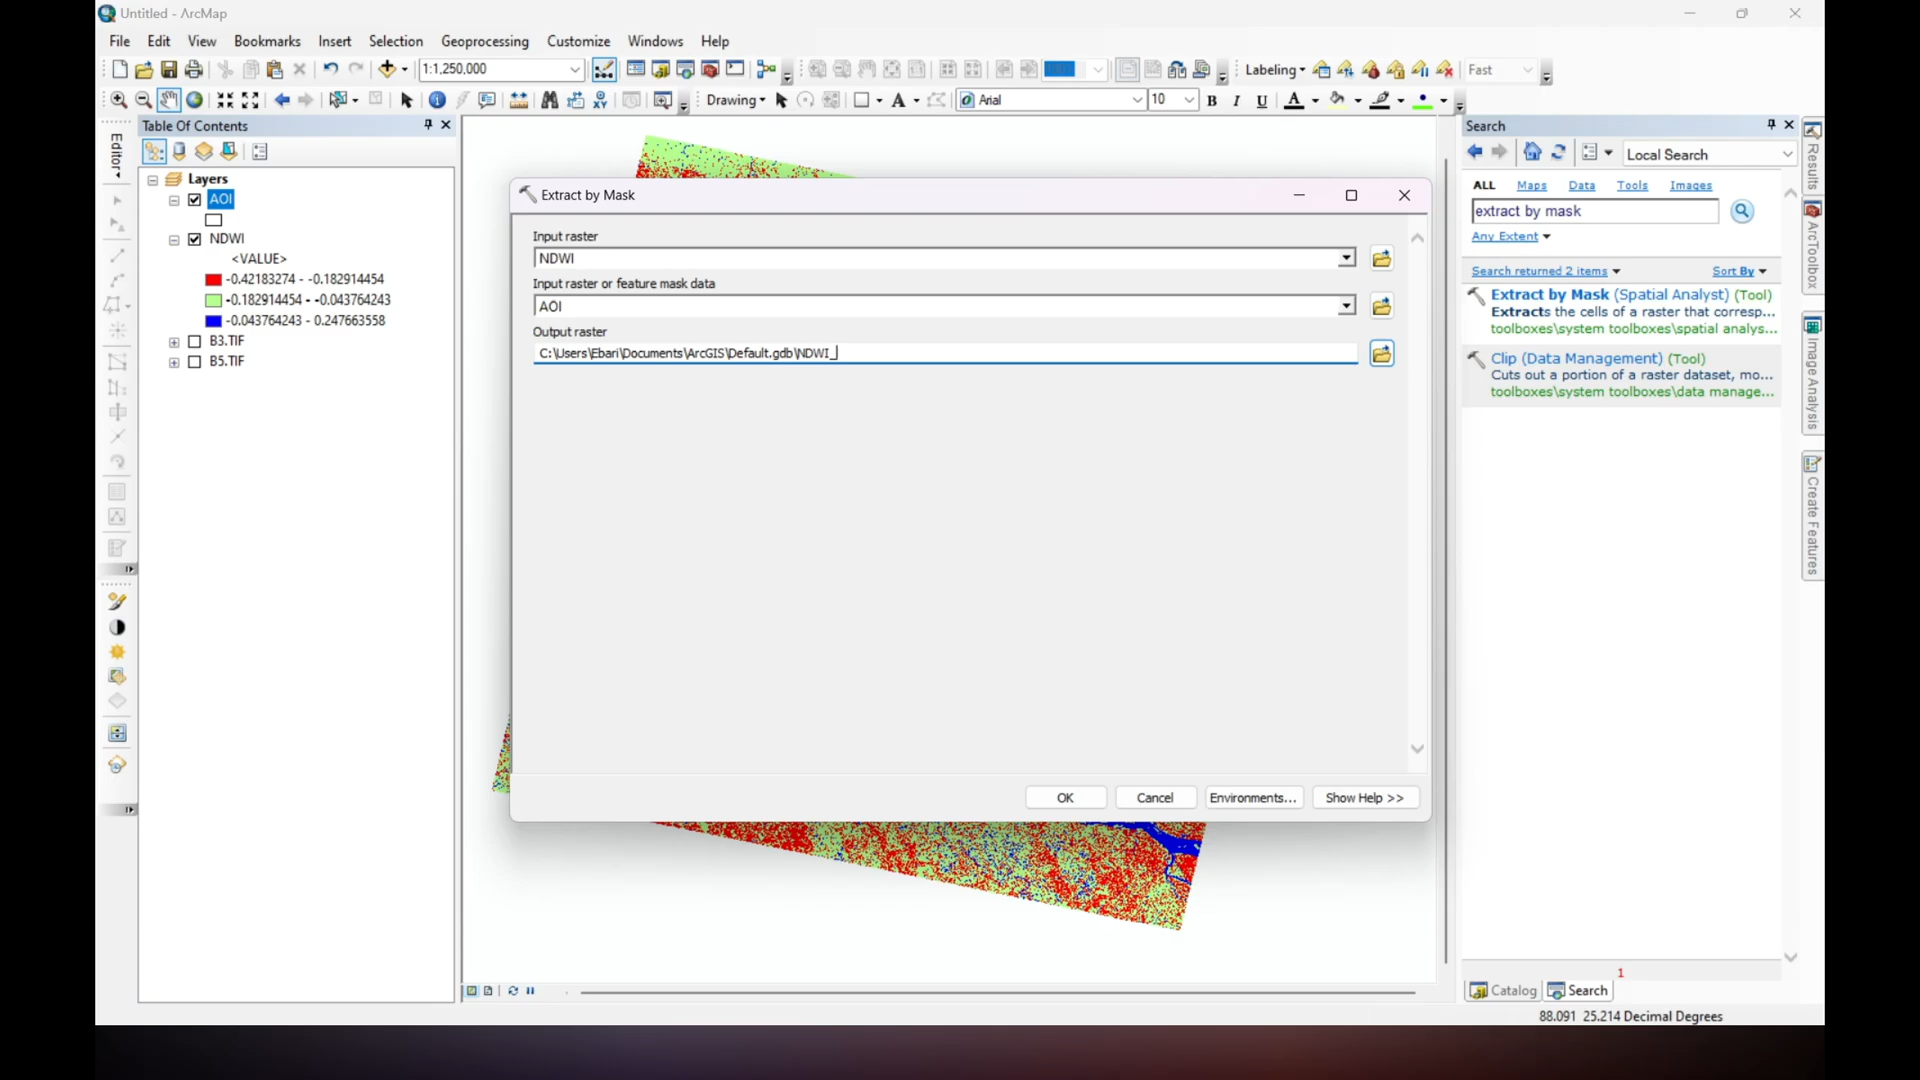 Untitled - ArcMap
File Edit View Bookmarks Insert Selection Geoprocessing Customize Windows Help
1:1,250,000
Labeling
Fast
Drawing
Arial
10
B I U A
Editor
Table Of Contents
Layers
AOI
NDWI
<VALUE>
-0.42183274 - -0.182914454
-0.182914454 - -0.043764243
-0.043764243 - 0.247663558
B3.TIF
B5.TIF
Extract by Mask
Input raster
NDWI
Input raster or feature mask data
AOI
Output raster
C:\Users\Ebari\Documents\ArcGIS\Default.gdb\NDWI_
OK
Cancel
Environments...
Show Help >>
Search
Local Search
ALL Maps Data Tools Images
extract by mask
Any Extent
Search returned 2 items
Sort By
Extract by Mask (Spatial Analyst) (Tool)
Extracts the cells of a raster that corresp...
toolboxes\system toolboxes\spatial analys...
Clip (Data Management) (Tool)
Cuts out a portion of a raster dataset, mo...
toolboxes\system toolboxes\data manage...
1
Catalog
Search
Results
ArcToolbox
Image Analysis
Create Features
88.091 25.214 Decimal Degrees